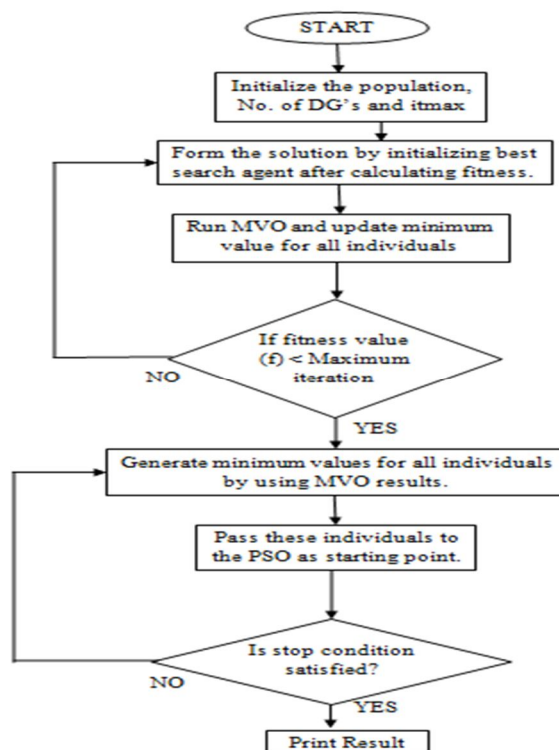 START
Initialize the population,
No. of DG's and itmax
Form the solution by initializing best
search agent after calculating fitness.
Run MVO and update minimum
value for all individuals
If fitness value
(f) < Maximum
iteration
NO
YES
Generate minimum values for all individuals
by using MVO results.
Pass these individuals to
the PSO as starting point.
Is stop condition
satisfied?
NO
YES
Print Result